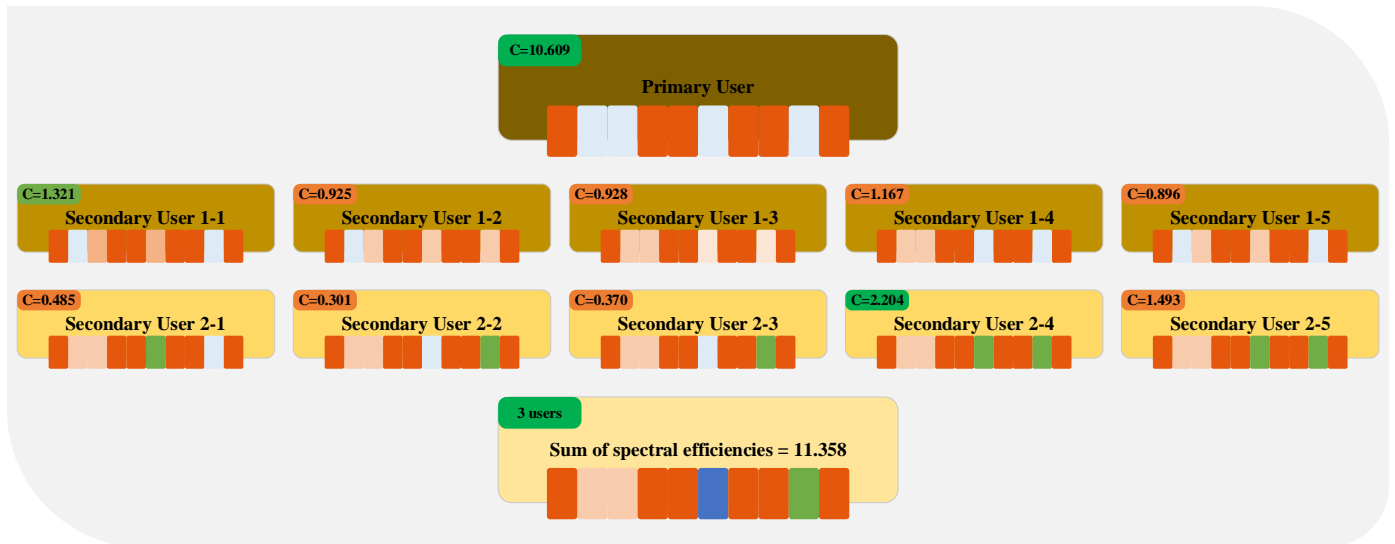 C=10.609
Primary User
C=1.321
Secondary User 1-1
C=0.925
Secondary User 1-2
C=0.928
Secondary User 1-3
C=1.167
Secondary User 1-4
C=0.896
Secondary User 1-5
C=0.485
Secondary User 2-1
C=0.301
Secondary User 2-2
C=0.370
Secondary User 2-3
C=2.204
Secondary User 2-4
C=1.493
Secondary User 2-5
3 users
Sum of spectral efficiencies = 11.358